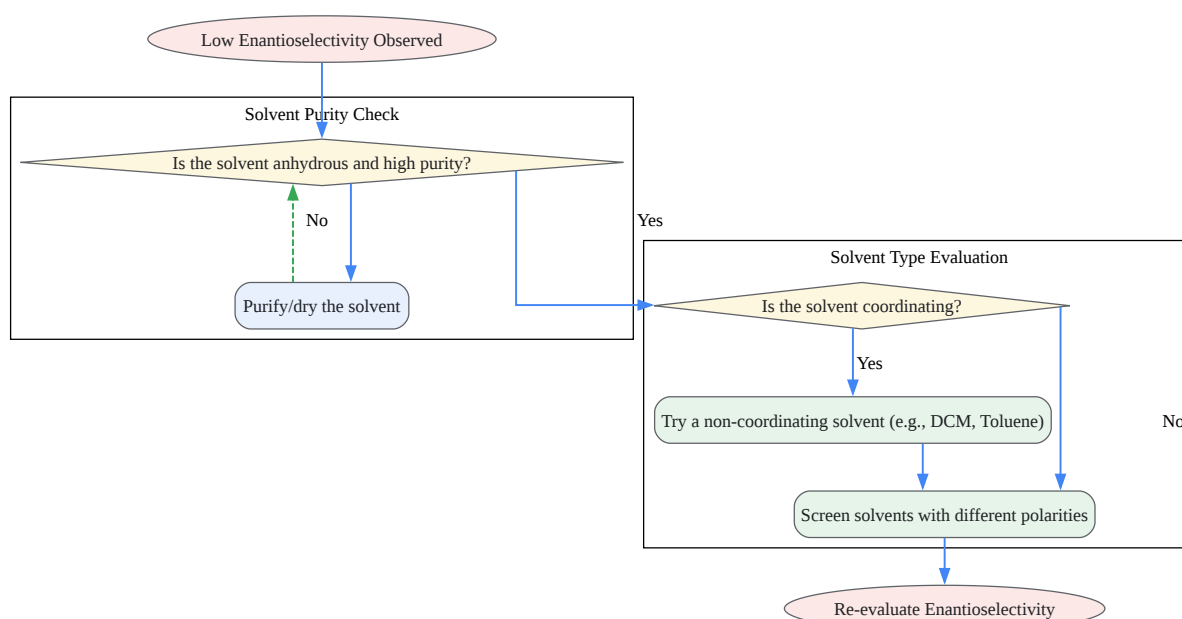 Low Enantioselectivity Observed
Solvent Purity Check
Is the solvent anhydrous and high purity?
No
Yes
Purify/dry the solvent
Solvent Type Evaluation
Is the solvent coordinating?
Yes
Try a non-coordinating solvent (e.g., DCM, Toluene)
No
Screen solvents with different polarities
Re-evaluate Enantioselectivity